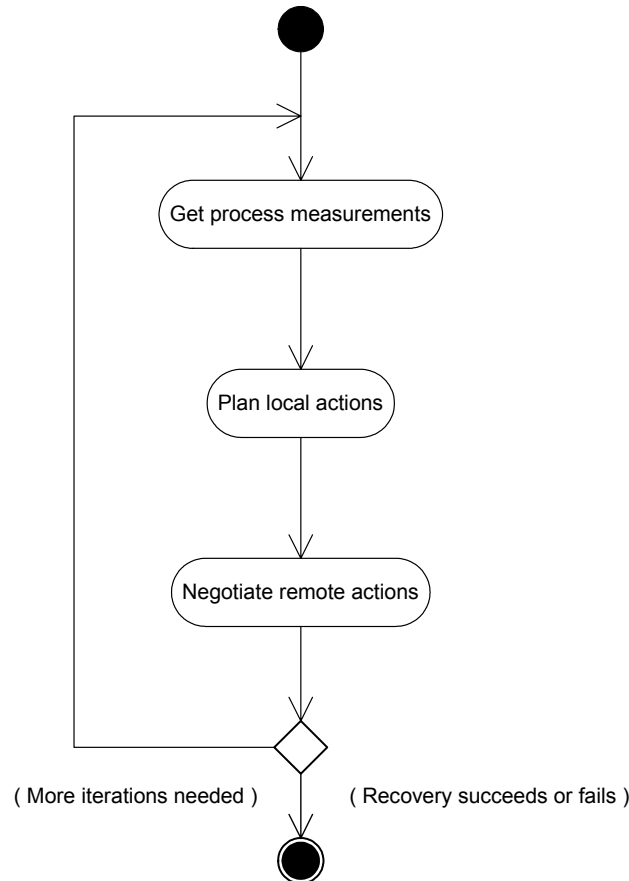 Get process measurements
Plan local actions
Negotiate remote actions
( More iterations needed )
( Recovery succeeds or fails )